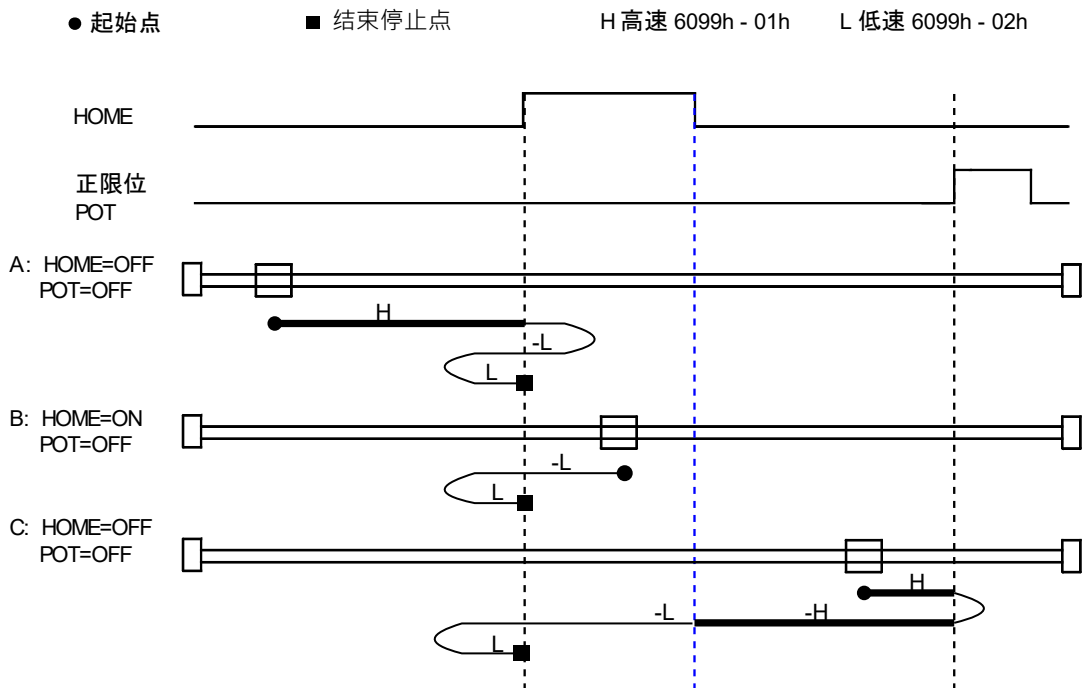 ● 起始点 ■ 结束停止点 H 高速 6099h - 01h L 低速 6099h - 02h
HOME
正限位
POT
A: HOME=OFF
POT=OFF
H
-L
L
B: HOME=ON
POT=OFF
-L
L
C: HOME=OFF
POT=OFF
H
-L -H
L